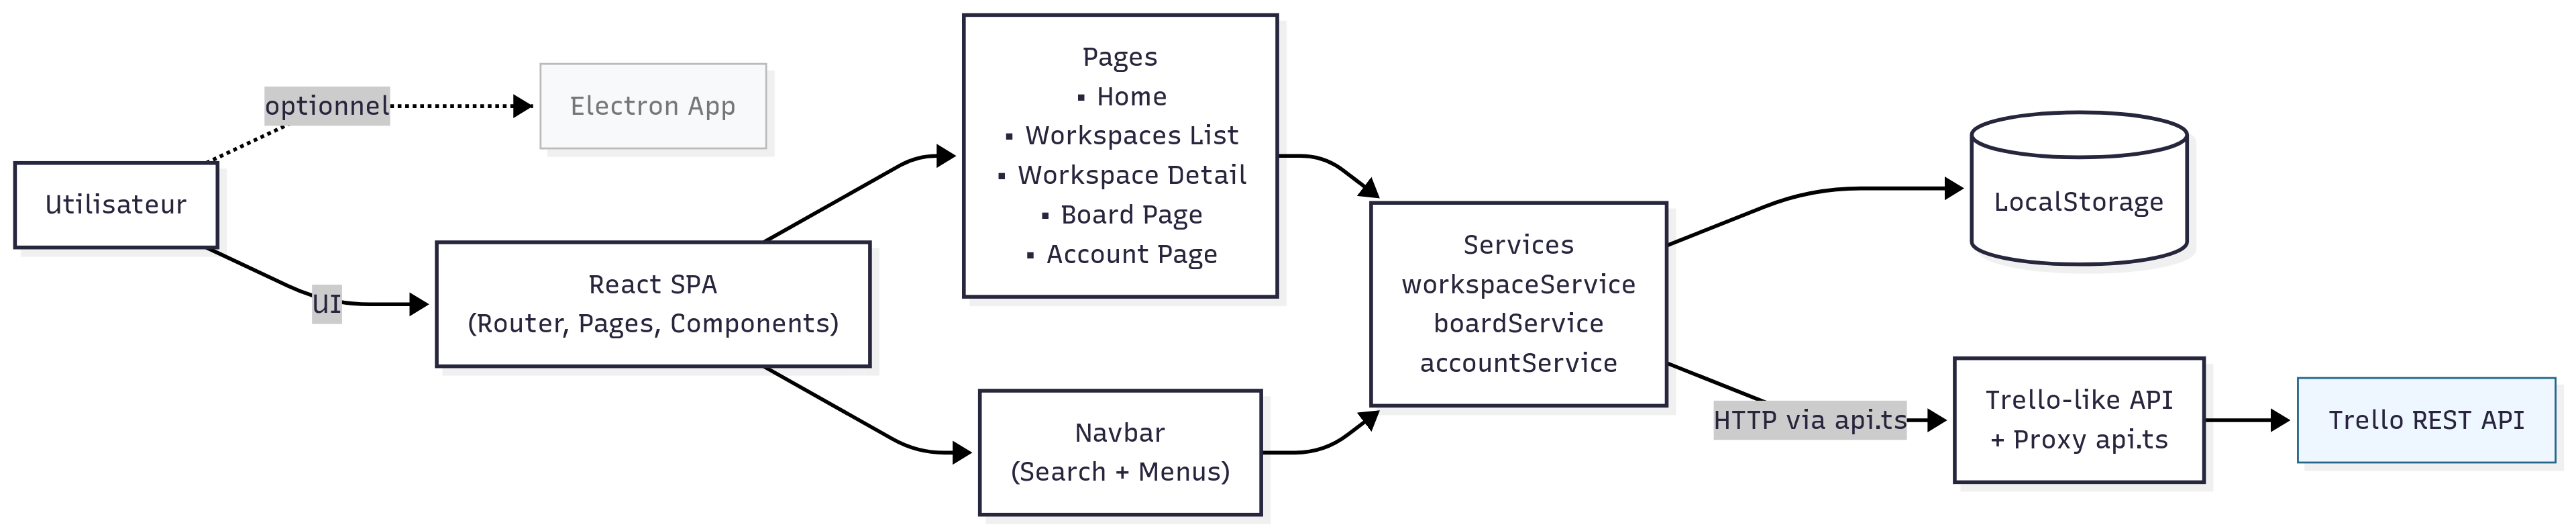 optionnel
Electron App
Utilisateur
UI
React SPA
(Router, Pages, Components)
Pages
▪ Home
▪ Workspaces List
▪ Workspace Detail
▪ Board Page
▪ Account Page
Navbar
(Search + Menus)
Services
workspaceService
boardService
accountService
LocalStorage
HTTP via api.ts
Trello-like API
+ Proxy api.ts
Trello REST API